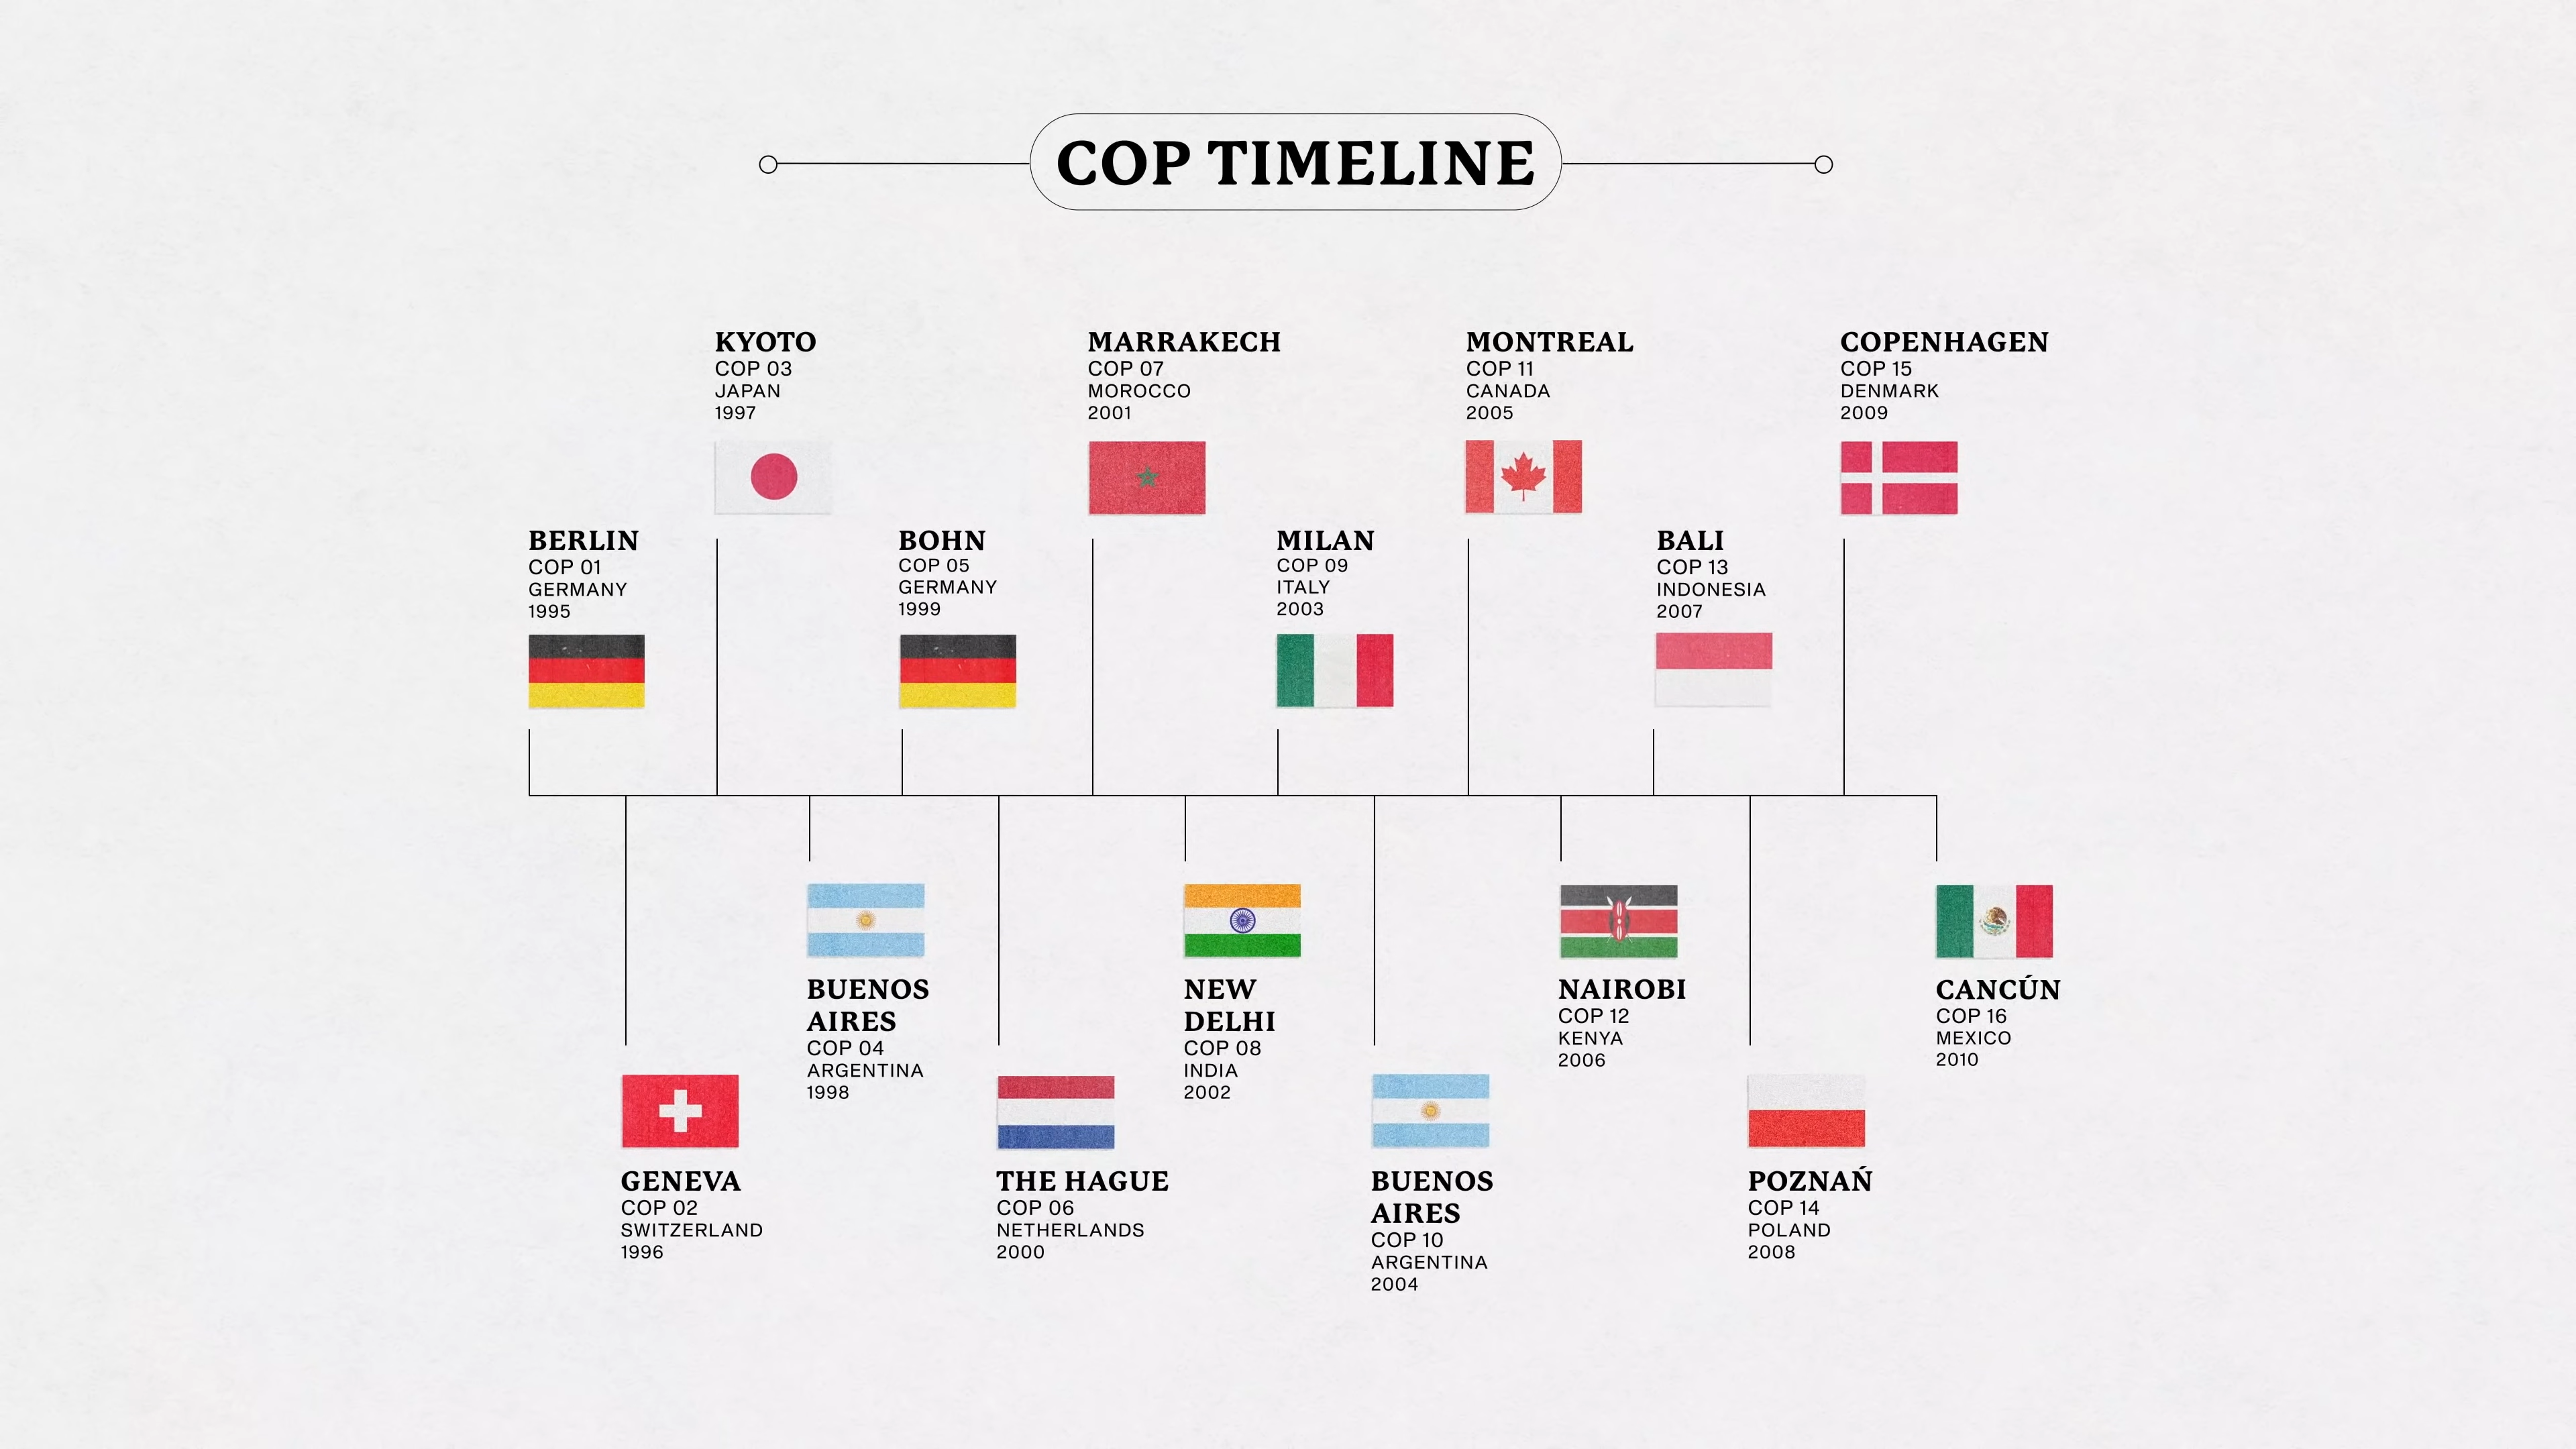 COP TIMELINE
KYOTO
COP 03
JAPAN
1997
MARRAKECH
COP 07
MOROCCO
2001
MONTREAL
COP 11
CANADA
2005
COPENHAGEN
COP 15
DENMARK
2009
BERLIN
COP 01
GERMANY
1995
BOHN
COP 05
GERMANY
1999
MILAN
COP 09
ITALY
2003
BALI
COP 13
INDONESIA
2007
BUENOS
AIRES
COP 04
ARGENTINA
1998
NEW
DELHI
COP 08
INDIA
2002
NAIROBI
COP 12
KENYA
2006
CANCÚN
COP 16
MEXICO
2010
GENEVA
COP 02
SWITZERLAND
1996
THE HAGUE
COP 06
NETHERLANDS
2000
BUENOS
AIRES
COP 10
ARGENTINA
2004
POZNAŃ
COP 14
POLAND
2008